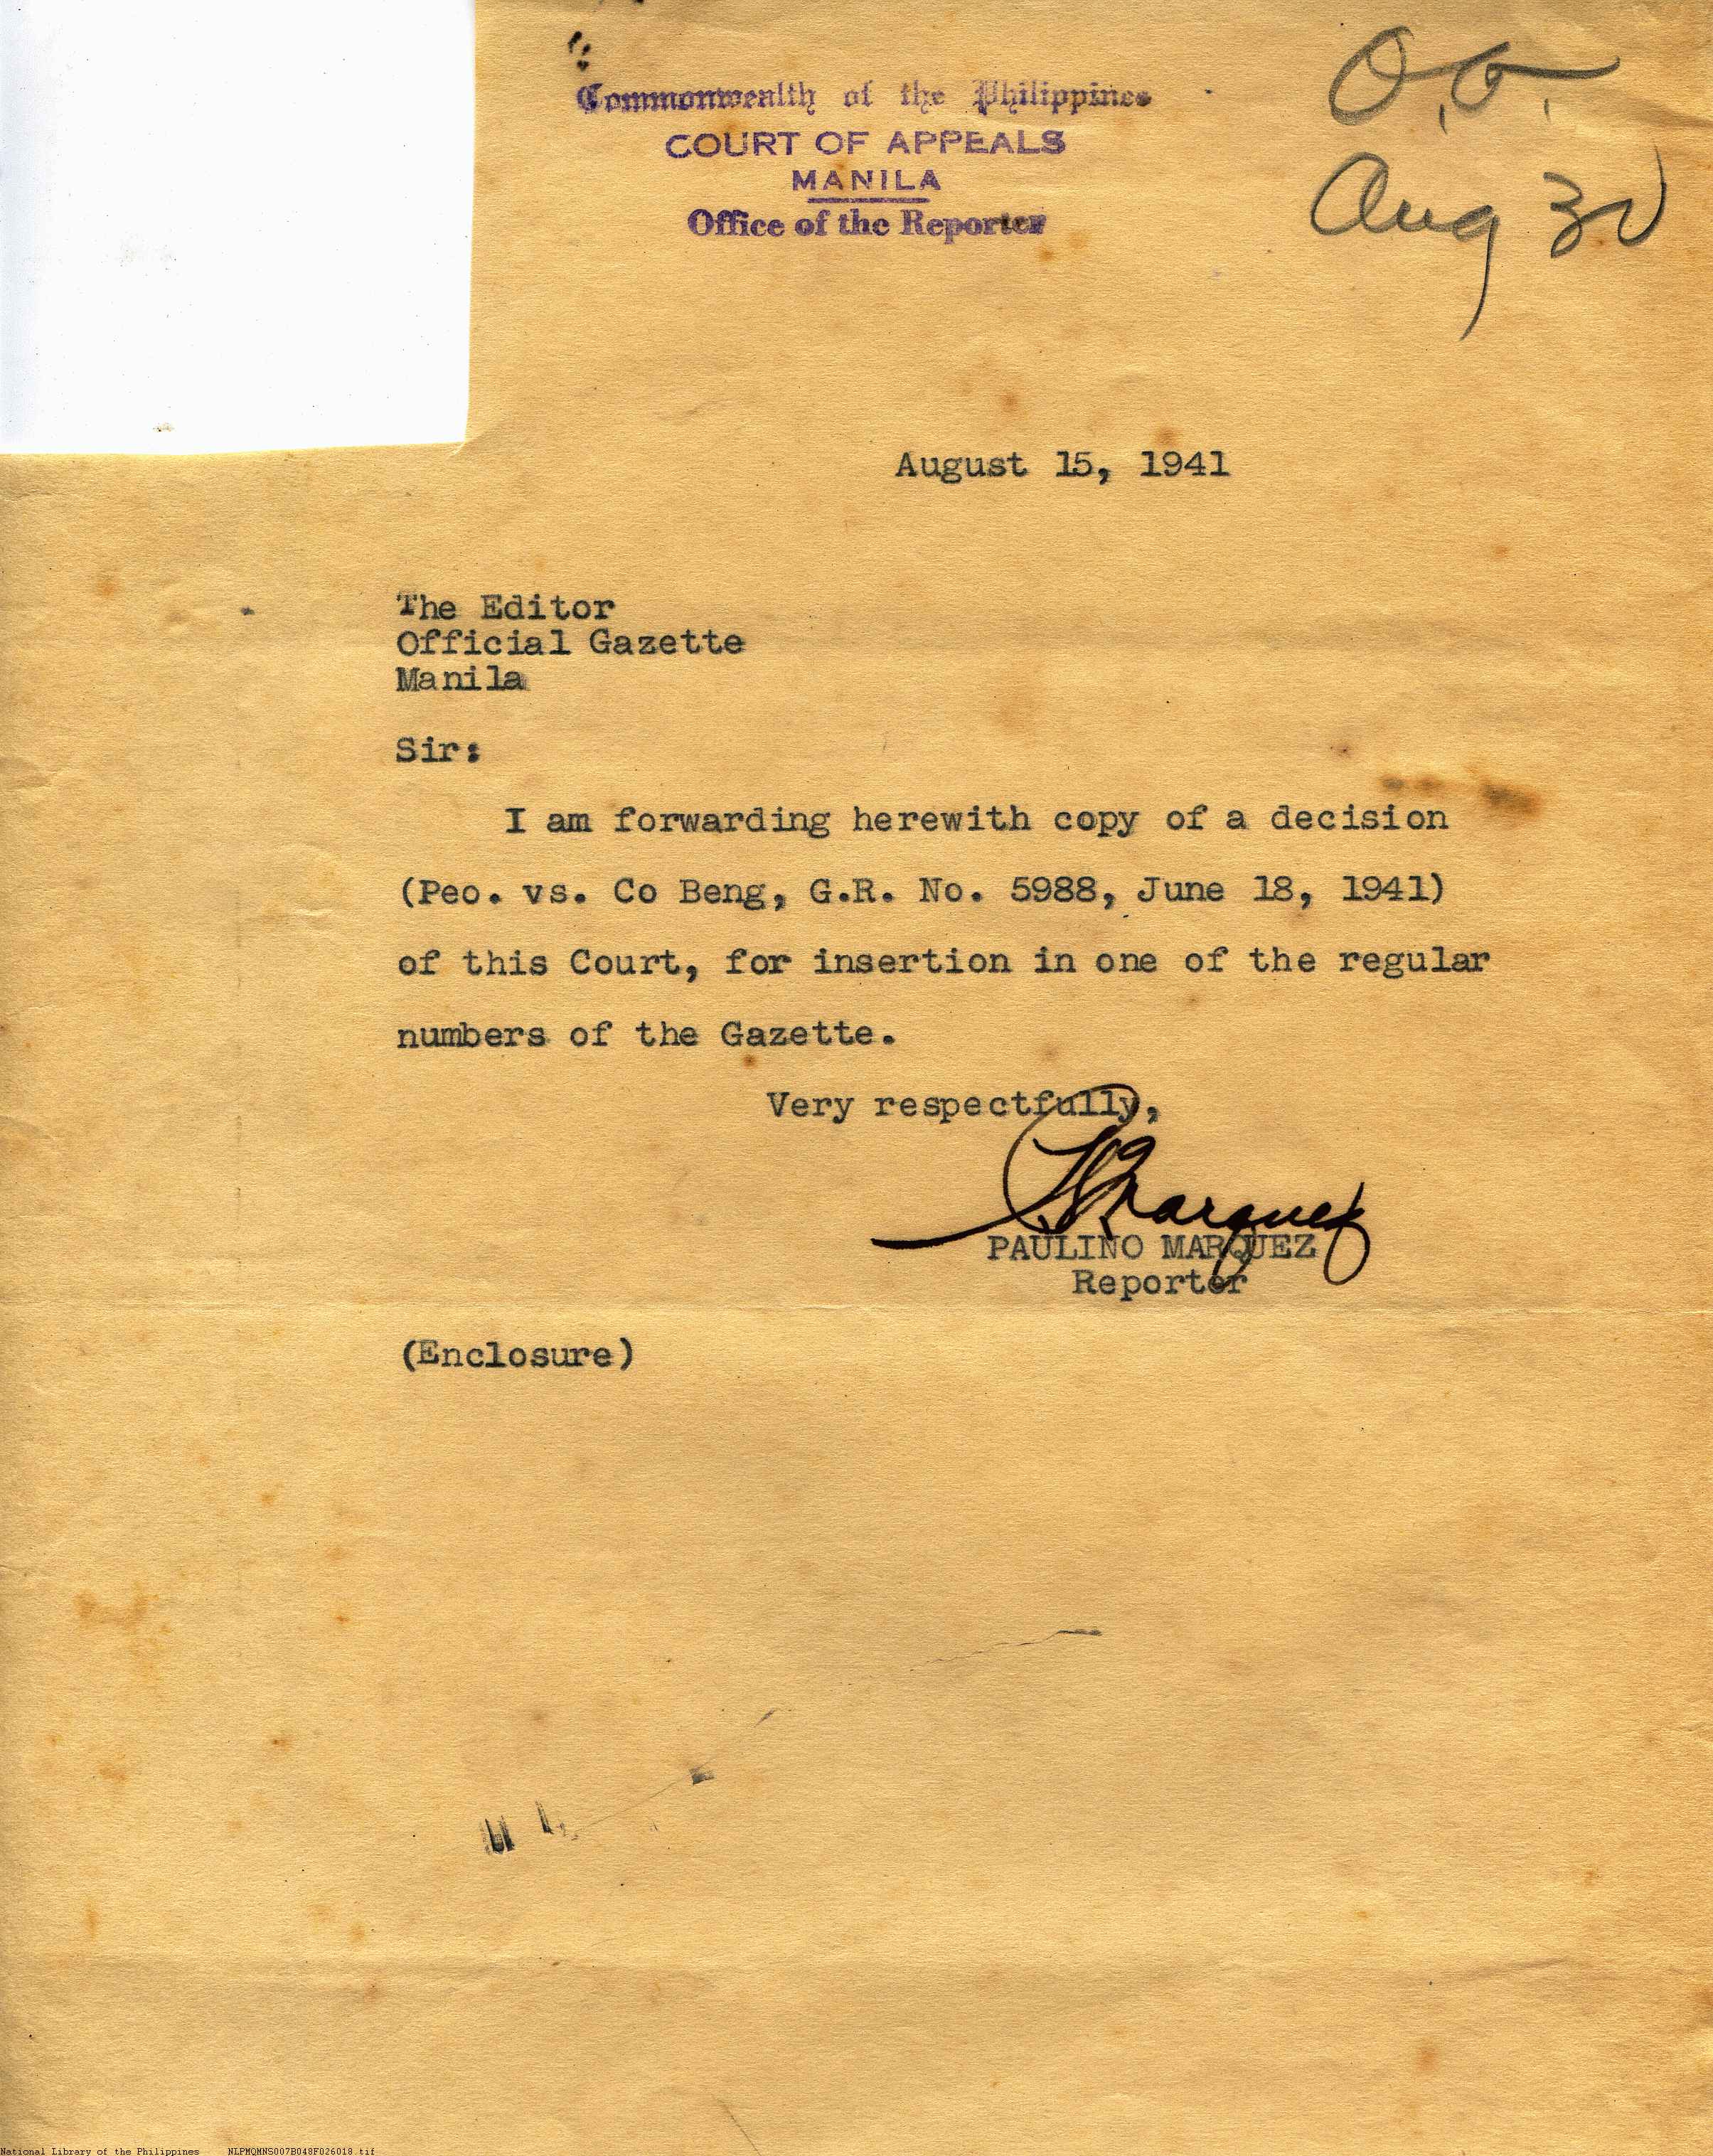 Commonwealth of the Philippines
COURT OF APPEALS
MANILA
Office of the Reporter
O.G.
Aug 30
August 15, 1941
The Editor
Official Gazette
Manila
Sir:
I am forwarding herewith copy of a decision
(Peo. vs. Co Beng, G.R. No. 5988, June 18, 1941)
of this Court, for insertion in one of the regular
numbers of the Gazette.
Very respectfully,
PMarquez
PAULINO MARQUEZ
Reporter
(Enclosure)
National Library of the Philippines NLPMQMNS007B048F026018.tif